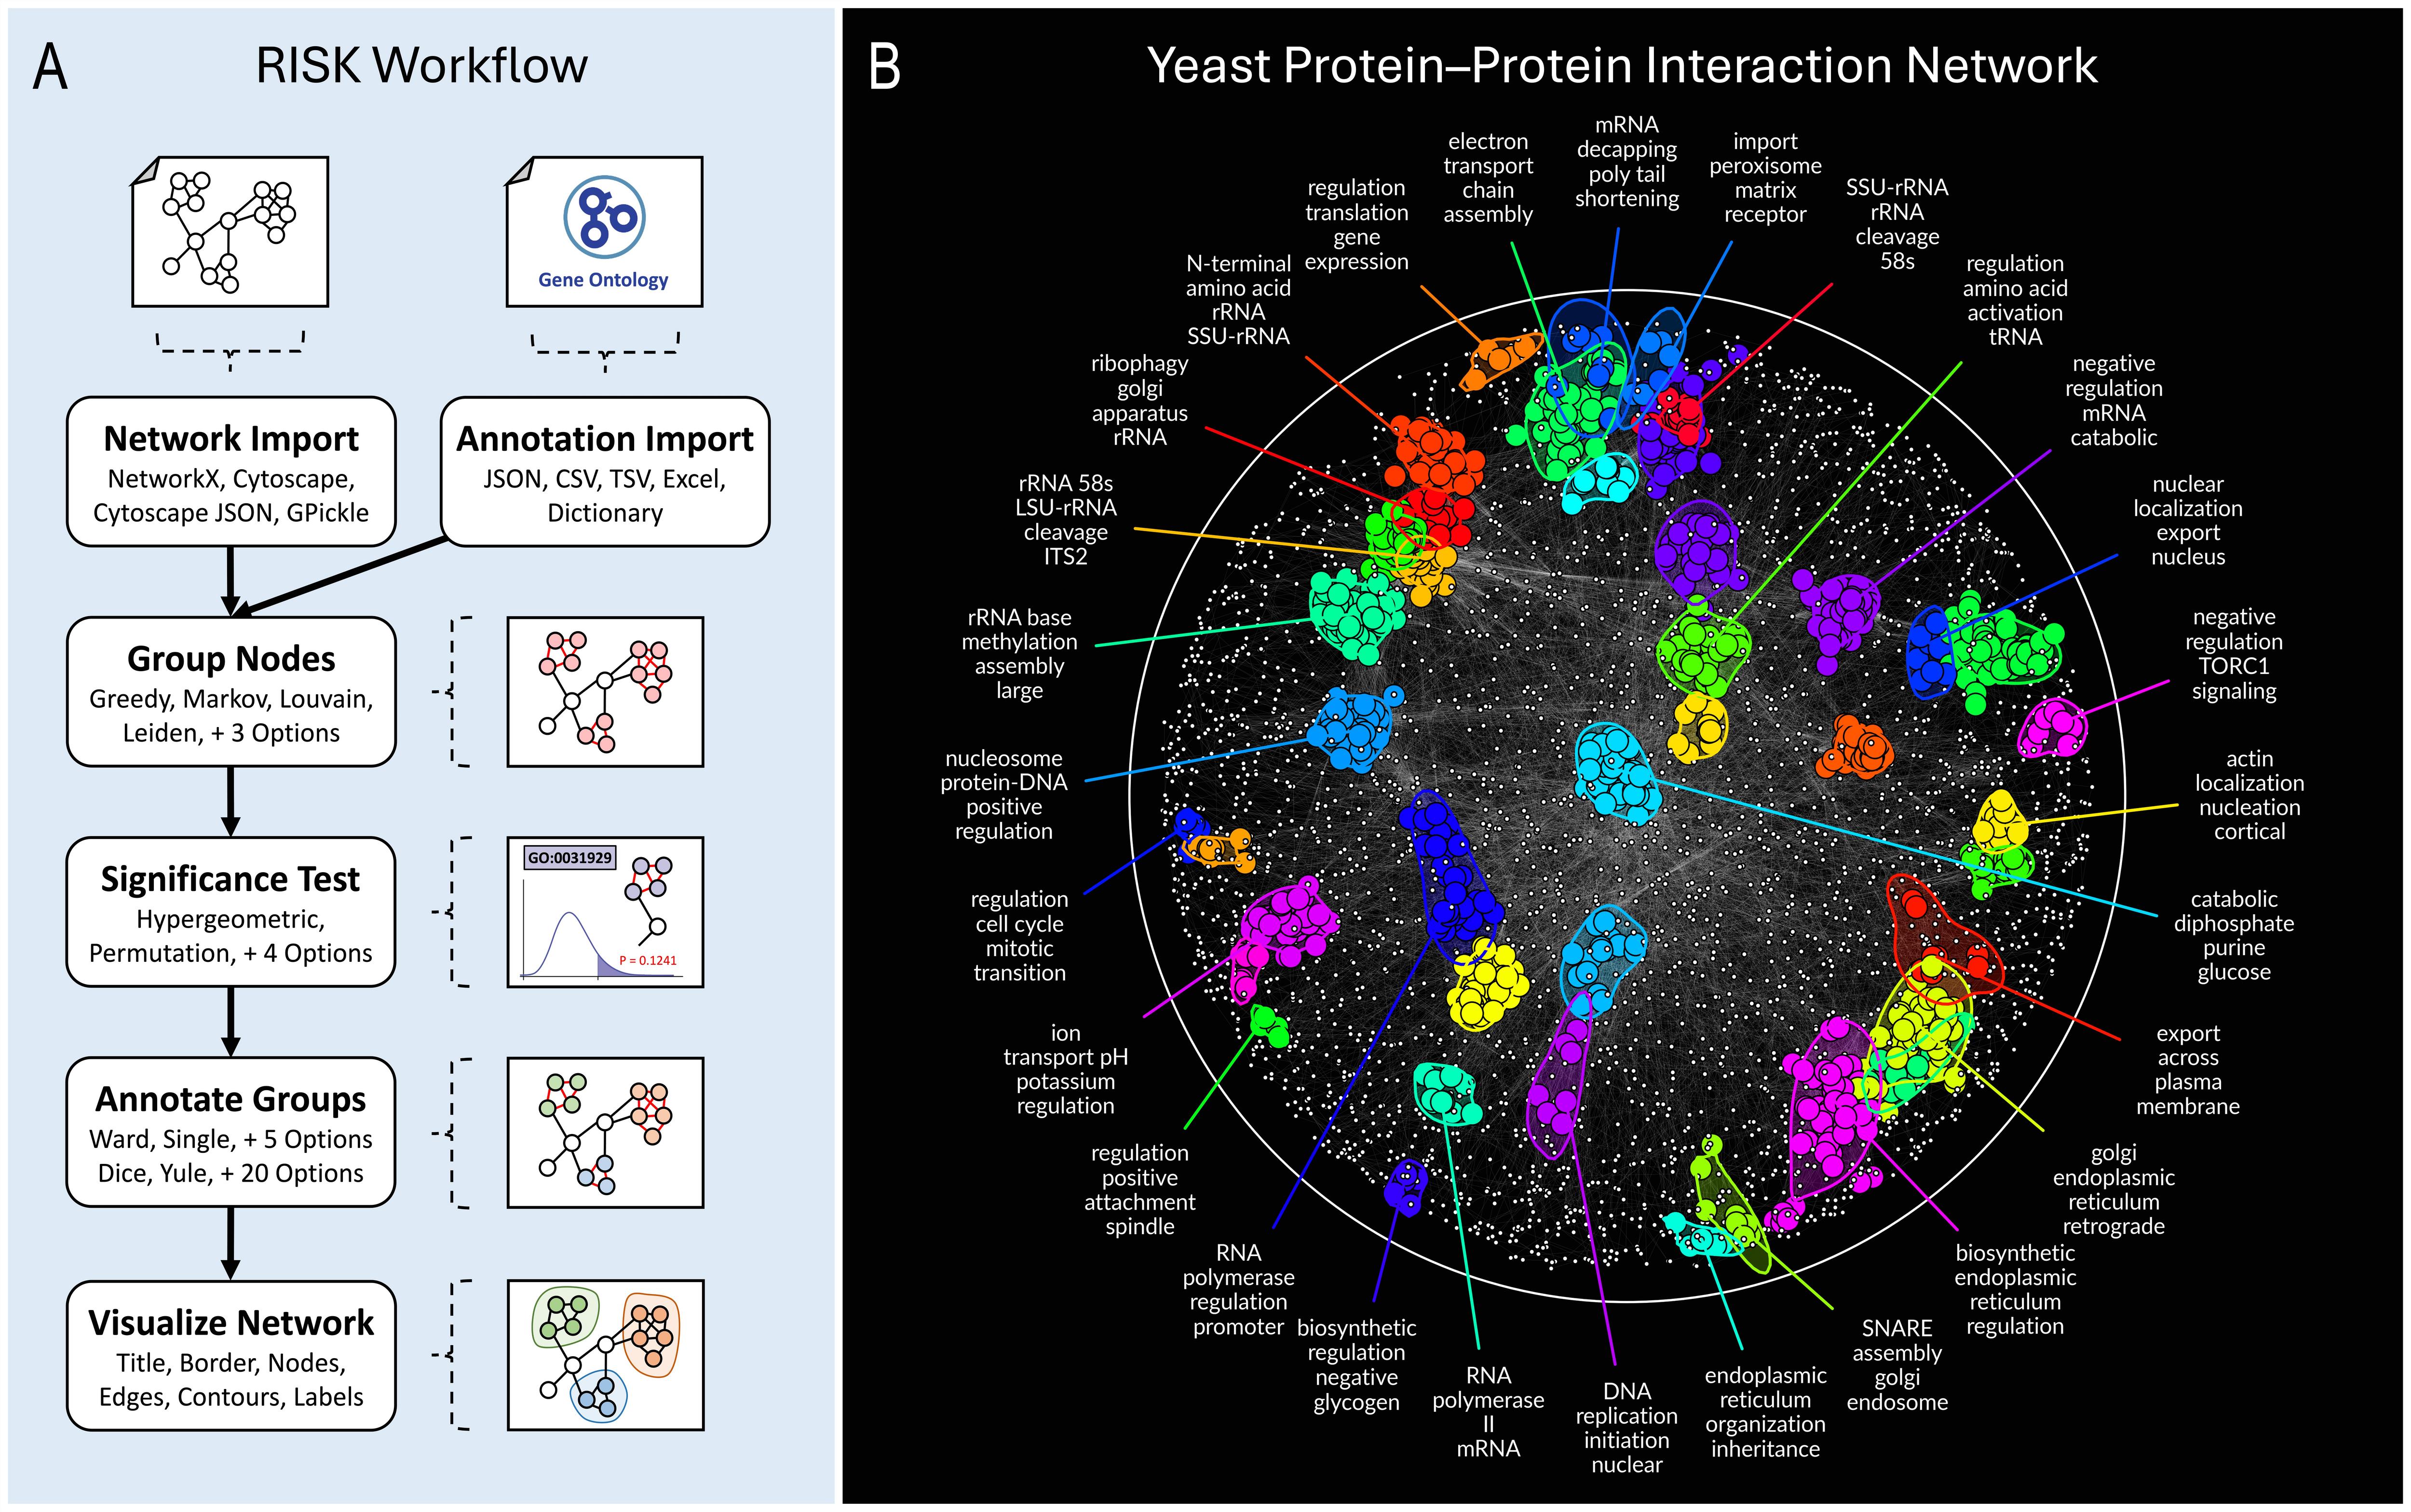 A
RISK Workflow
Gene Ontology
Network Import
NetworkX, Cytoscape,
Cytoscape JSON, GPickle
Annotation Import
JSON, CSV, TSV, Excel,
Dictionary
Group Nodes
Greedy, Markov, Louvain,
Leiden, + 3 Options
Significance Test
Hypergeometric,
Permutation, + 4 Options
GO:0031929
P = 0.1241
Annotate Groups
Ward, Single, + 5 Options
Dice, Yule, + 20 Options
Visualize Network
Title, Border, Nodes,
Edges, Contours, Labels
B
Yeast Protein–Protein Interaction Network
mRNA
decapping
poly tail
shortening
import
peroxisome
matrix
receptor
SSU-rRNA
rRNA
cleavage
58s
regulation
amino acid
activation
tRNA
negative
regulation
mRNA
catabolic
nuclear
localization
export
nucleus
negative
regulation
TORC1
signaling
actin
localization
nucleation
cortical
catabolic
diphosphate
purine
glucose
export
across
plasma
membrane
golgi
endoplasmic
reticulum
retrograde
biosynthetic
endoplasmic
reticulum
regulation
SNARE
assembly
golgi
endosome
endoplasmic
reticulum
organization
inheritance
DNA
replication
initiation
nuclear
RNA
polymerase
II
mRNA
biosynthetic
regulation
negative
glycogen
RNA
polymerase
regulation
promoter
regulation
positive
attachment
spindle
ion
transport pH
potassium
regulation
regulation
cell cycle
mitotic
transition
nucleosome
protein-DNA
positive
regulation
rRNA base
methylation
assembly
large
rRNA 58s
LSU-rRNA
cleavage
ITS2
ribophagy
golgi
apparatus
rRNA
N-terminal
amino acid
rRNA
SSU-rRNA
regulation
translation
gene
expression
electron
transport
chain
assembly